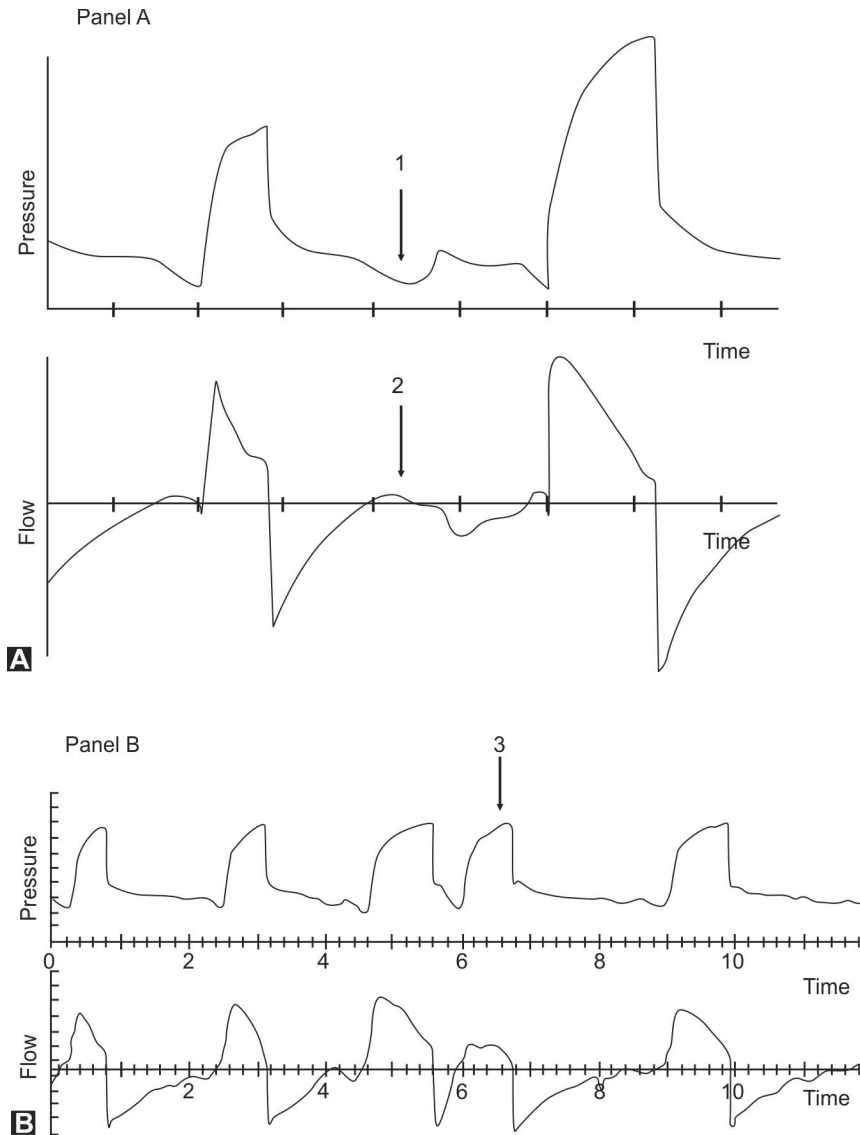 Panel A
1
Pressure
Time
2
Flow
Time
A
Panel B
3
Pressure
0 2 4 6 8 10
Time
Flow
2 4 6 8 10
Time
B